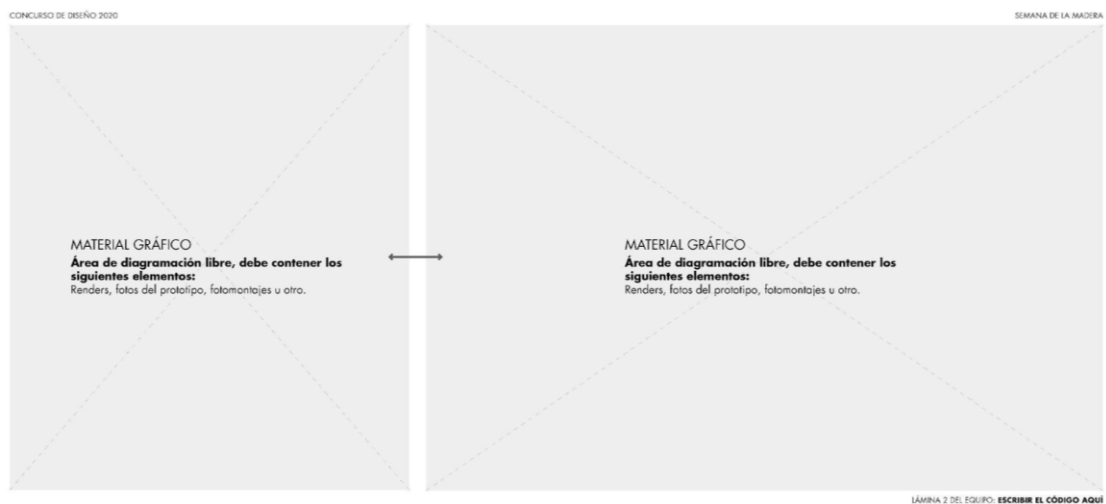 CONCURSO DE DISEÑO 2020
SEMANA DE LA MADERA
MATERIAL GRÁFICO
Área de diagramación libre, debe contener los
siguientes elementos:
Renders, fotos del prototipo, fotomontajes u otro.
MATERIAL GRÁFICO
Área de diagramación libre, debe contener los
siguientes elementos:
Renders, fotos del prototipo, fotomontajes u otro.
LÁMINA 2 DEL EQUIPO: ESCRIBIR EL CÓDIGO AQUÍ